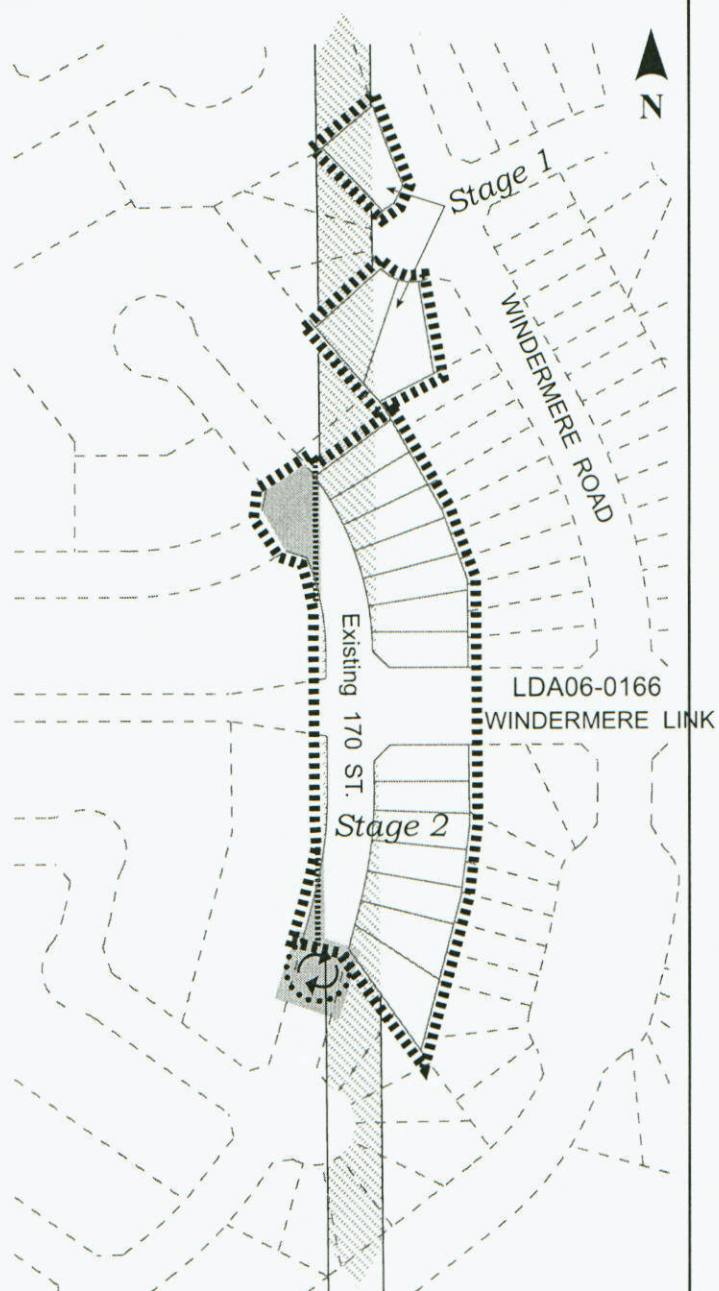 N
Stage 1
WINDERMERE ROAD
Existing 170 ST.
LDA06-0166
WINDERMERE LINK
Stage 2